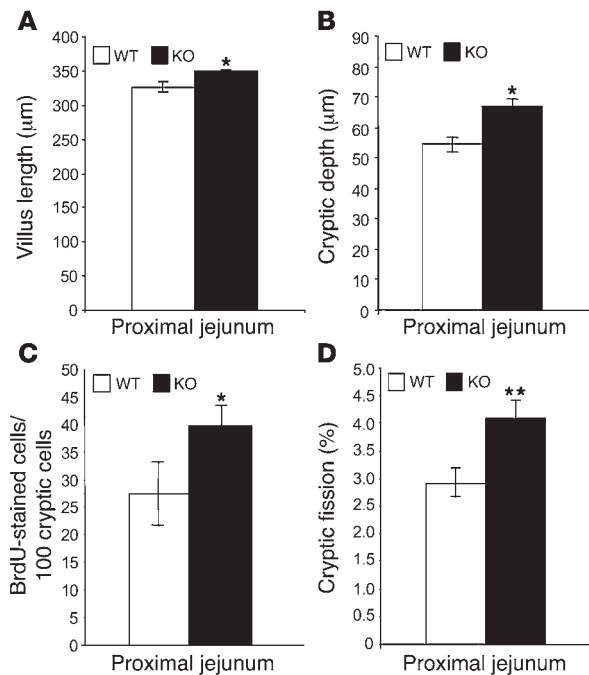 A
400
350
300
250
200
150
100
50
0
Villus length (μm)
WT KO
*
Proximal jejunum
B
90
80
70
60
50
40
30
20
10
0
Cryptic depth (μm)
WT KO
*
Proximal jejunum
C
50
45
40
35
30
25
20
15
10
5
0
BrdU-stained cells/
100 cryptic cells
WT KO
*
Proximal jejunum
D
5.0
4.5
4.0
3.5
3.0
2.5
2.0
1.5
1.0
0.5
0
Cryptic fission (%)
WT KO
**
Proximal jejunum